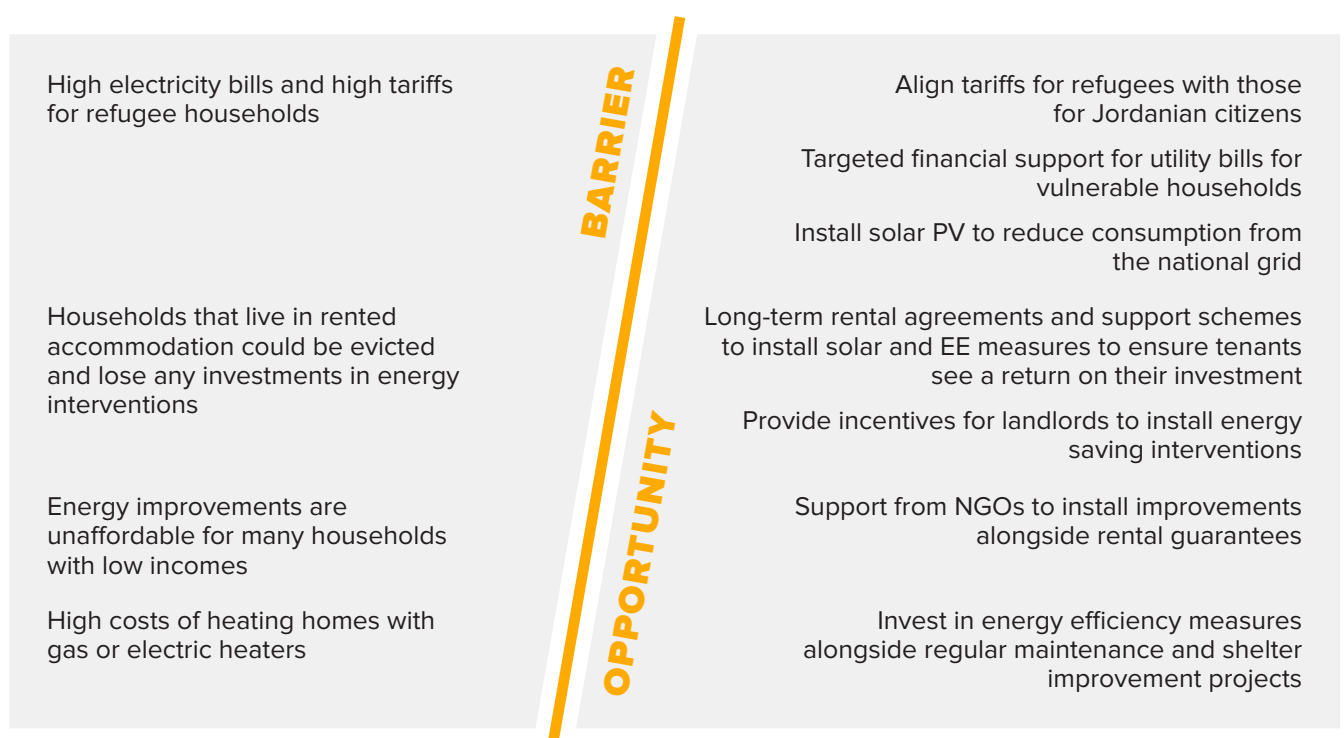 BARRIER
High electricity bills and high tariffs
for refugee households
Align tariffs for refugees with those
for Jordanian citizens
Targeted financial support for utility bills for
vulnerable households
Install solar PV to reduce consumption from
the national grid
Households that live in rented
accommodation could be evicted
and lose any investments in energy
interventions
Long-term rental agreements and support schemes
to install solar and EE measures to ensure tenants
see a return on their investment
Provide incentives for landlords to install energy
saving interventions
OPPORTUNITY
Energy improvements are
unaffordable for many households
with low incomes
Support from NGOs to install improvements
alongside rental guarantees
High costs of heating homes with
gas or electric heaters
Invest in energy efficiency measures
alongside regular maintenance and shelter
improvement projects